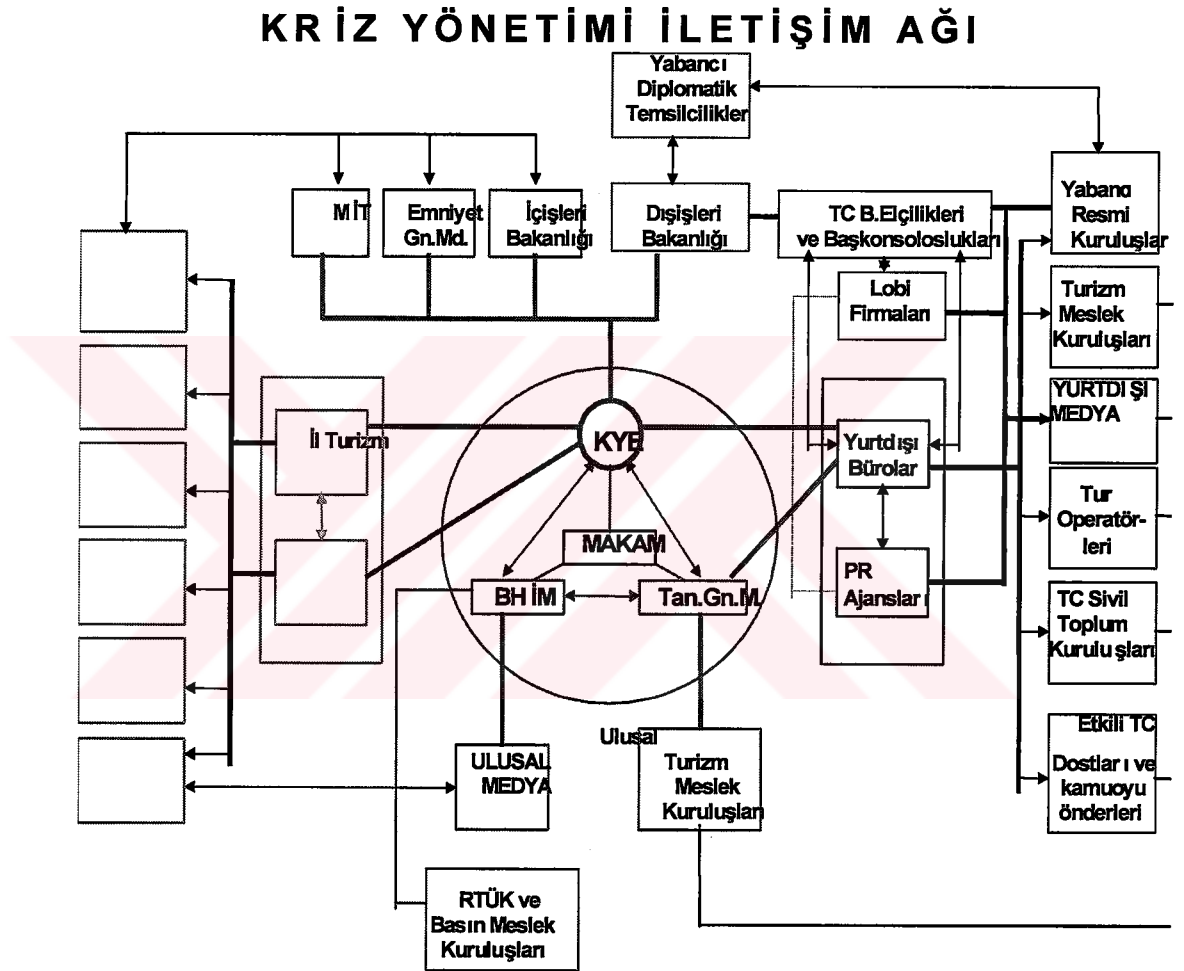 KRİZ YÖNETİMİ İLETİŞİM AĞI
Yabancı
Diplomatik
Temsilcilikler
MİT
Emniyet
Gn.Md.
İçişleri
Bakanlığı
Dışişleri
Bakanlığı
TC B.Elçilikleri
ve Başkonsoloslukları
Yabancı
Resmi
Kuruluşlar
Lobi
Firmaları
Turizm
Meslek
Kuruluşları
İl Turizm
KYE
Yurtdışı
Bürolar
YURTDIŞI
MEDYA
Tur
Operatör-
leri
MAKAM
BHİM
Tan.Gn.M.
PR
Ajansları
TC Sivil
Toplum
Kuruluşları
ULUSAL
MEDYA
Ulusal
Turizm
Meslek
Kuruluşları
Etkili TC
Dostları ve
kamuoyu
önderleri
RTÜK ve
Basın Meslek
Kuruluşları